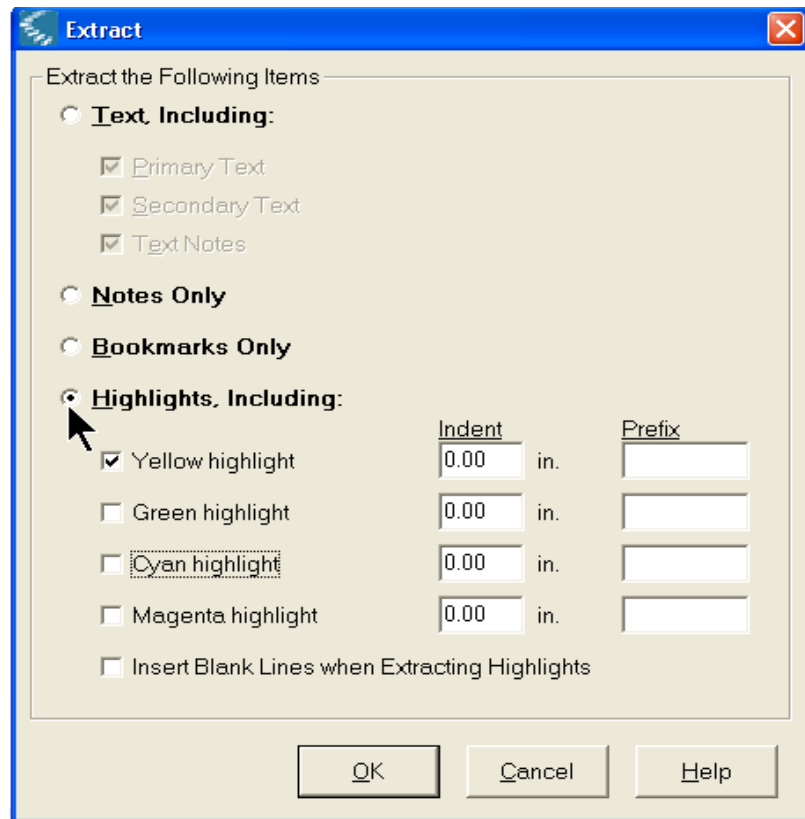 Extract
Extract the Following Items
Text, Including:
Primary Text
Secondary Text
Text Notes
Notes Only
Bookmarks Only
Highlights, Including:
Indent Prefix
Yellow highlight 0.00 in.
Green highlight 0.00 in.
Cyan highlight 0.00 in.
Magenta highlight 0.00 in.
Insert Blank Lines when Extracting Highlights
OK Cancel Help